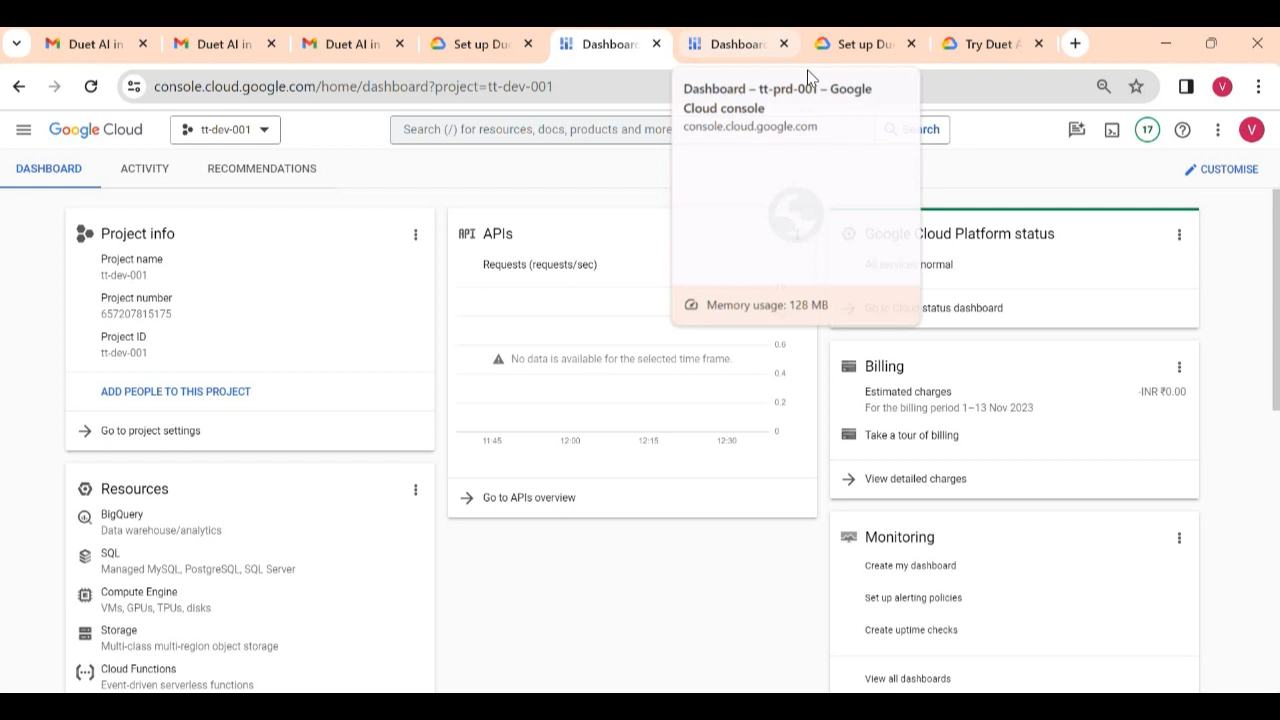 Duet AI in
Duet AI in
Duet AI in
Set up Du
Dashboar
Dashboar
Set up Du
Try Duet A
console.cloud.google.com/home/dashboard?project=tt-dev-001
V
Dashboard – tt-prd-001 – Google
Cloud console
console.cloud.google.com
Memory usage: 128 MB
Google Cloud
tt-dev-001
Search (/) for resources, docs, products and more
Search
17
V
DASHBOARD
ACTIVITY
RECOMMENDATIONS
CUSTOMISE
Project info
Project name
tt-dev-001
Project number
657207815175
Project ID
tt-dev-001
ADD PEOPLE TO THIS PROJECT
Go to project settings
Resources
BigQuery
Data warehouse/analytics
SQL
Managed MySQL, PostgreSQL, SQL Server
Compute Engine
VMs, GPUs, TPUs, disks
Storage
Multi-class multi-region object storage
Cloud Functions
Event-driven serverless functions
API APIs
Requests (requests/sec)
No data is available for the selected time frame.
0.6
0.4
0.2
0
11:45 12:00 12:15 12:30
Go to APIs overview
Google Cloud Platform status
All services normal
Go to Cloud status dashboard
Billing
Estimated charges -INR ₹0.00
For the billing period 1–13 Nov 2023
Take a tour of billing
View detailed charges
Monitoring
Create my dashboard
Set up alerting policies
Create uptime checks
View all dashboards